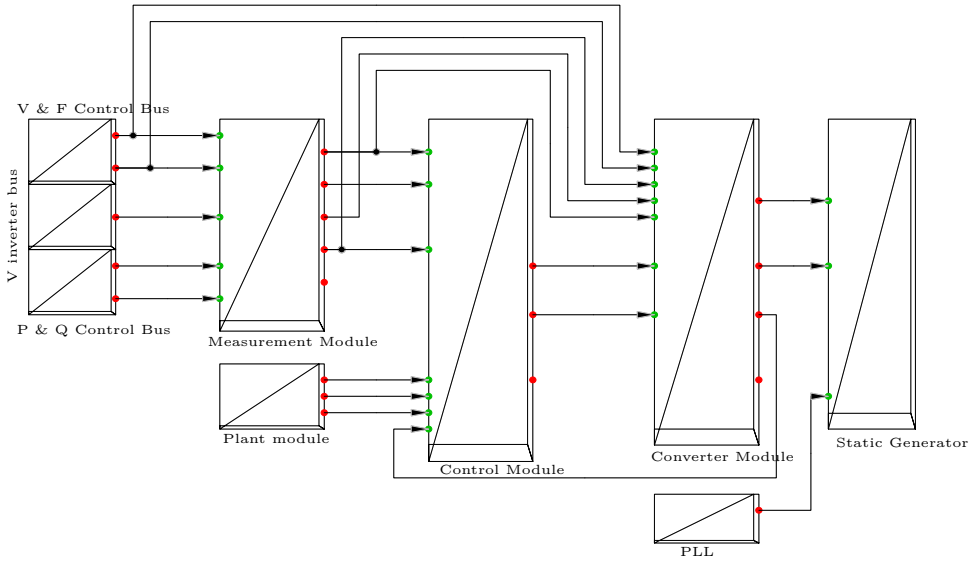 V & F Control Bus
V inverter bus
P & Q Control Bus
Measurement Module
Plant module
Control Module
Converter Module
Static Generator
PLL